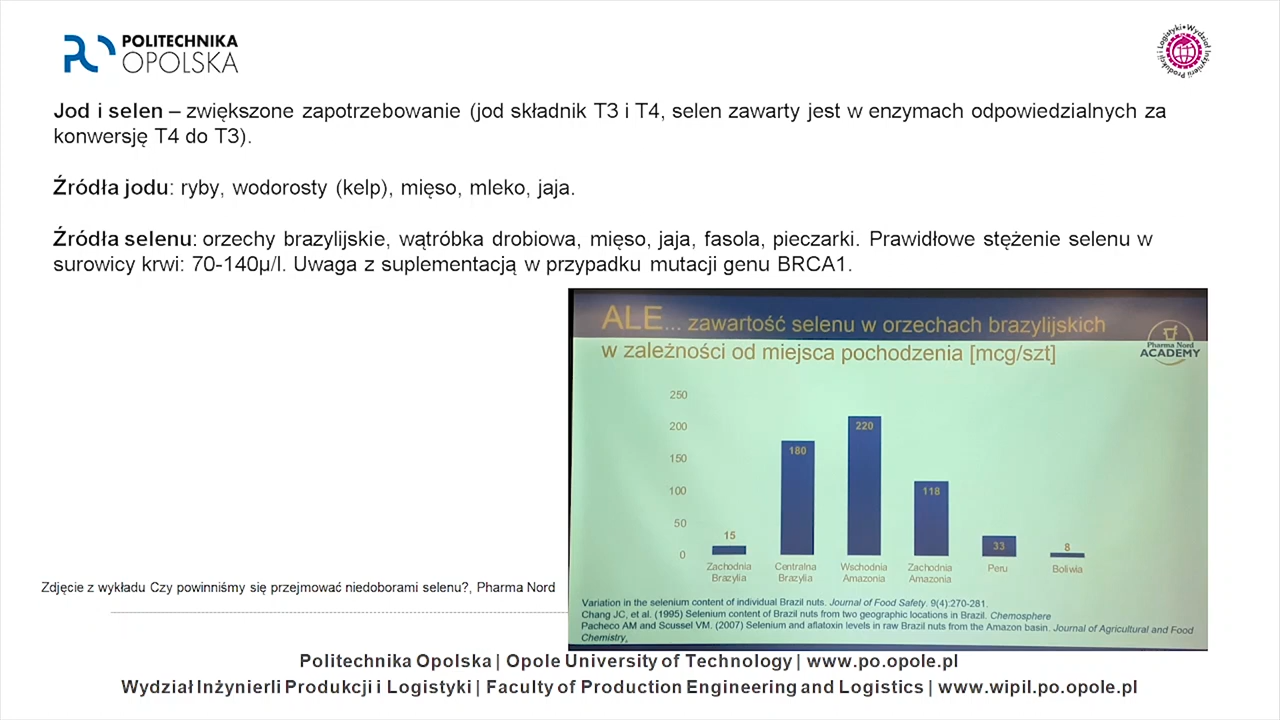 POLITECHNIKA
OPOLSKA
Wydział Inżynierii Produkcji i Logistyki
Jod i selen – zwiększone zapotrzebowanie (jod składnik T3 i T4, selen zawarty jest w enzymach odpowiedzialnych za
konwersję T4 do T3).
Źródła jodu: ryby, wodorosty (kelp), mięso, mleko, jaja.
Źródła selenu: orzechy brazylijskie, wątróbka drobiowa, mięso, jaja, fasola, pieczarki. Prawidłowe stężenie selenu w
surowicy krwi: 70-140µ/l. Uwaga z suplementacją w przypadku mutacji genu BRCA1.
ALE... zawartość selenu w orzechach brazylijskich
w zależności od miejsca pochodzenia [mcg/szt]
Pharma Nord
ACADEMY
250
200
150
100
50
0
15
180
220
118
33
8
Zachodnia
Brazylia
Centralna
Brazylia
Wschodnia
Amazonia
Zachodnia
Amazonia
Peru
Boliwia
Variation in the selenium content of individual Brazil nuts. Journal of Food Safety. 9(4):270-281.
Chang JC, et al. (1995) Selenium content of Brazil nuts from two geographic locations in Brazil. Chemosphere
Pacheco AM and Scussel VM. (2007) Selenium and aflatoxin levels in raw Brazil nuts from the Amazon basin. Journal of Agricultural and Food
Chemistry,
Zdjęcie z wykładu Czy powinniśmy się przejmować niedoborami selenu?, Pharma Nord
Politechnika Opolska | Opole University of Technology | www.po.opole.pl
Wydział Inżynierli Produkcji i Logistyki | Faculty of Production Engineering and Logistics | www.wipil.po.opole.pl